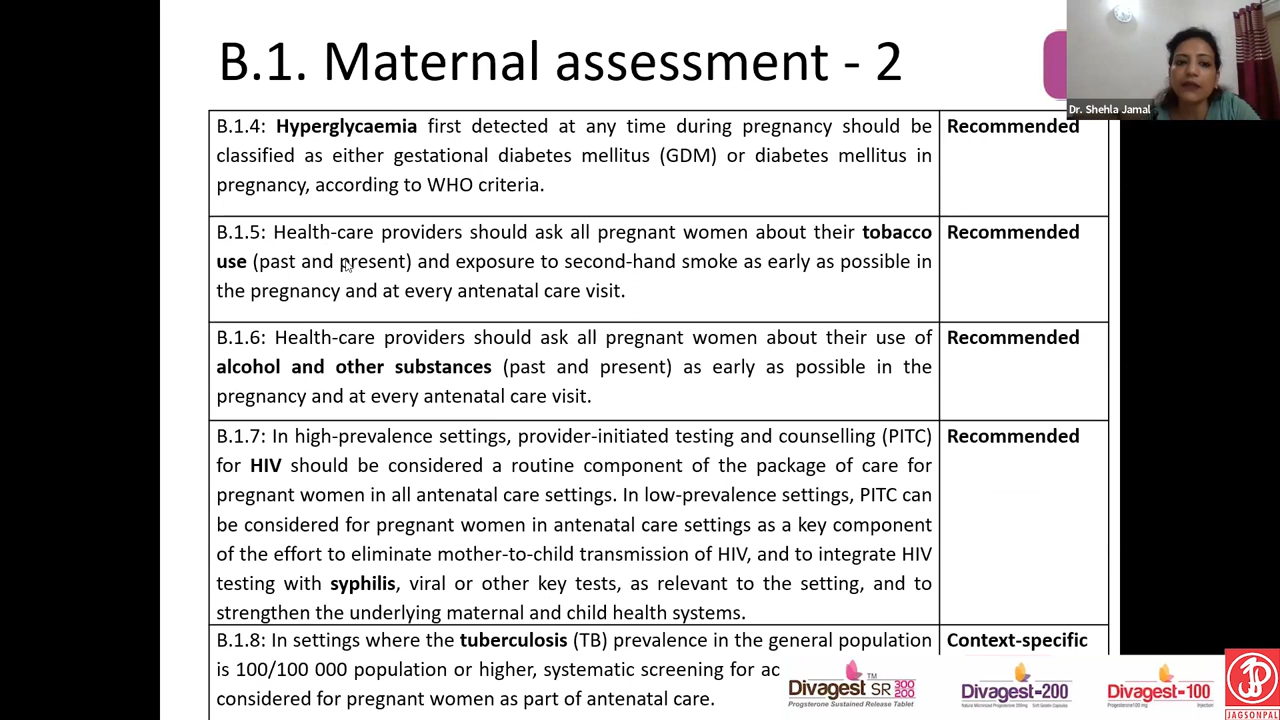 B.1. Maternal assessment - 2
Dr. Shehla Jamal
B.1.4: Hyperglycaemia first detected at any time during pregnancy should be
classified as either gestational diabetes mellitus (GDM) or diabetes mellitus in
pregnancy, according to WHO criteria.
Recommended
B.1.5: Health-care providers should ask all pregnant women about their tobacco
use (past and present) and exposure to second-hand smoke as early as possible in
the pregnancy and at every antenatal care visit.
Recommended
B.1.6: Health-care providers should ask all pregnant women about their use of
alcohol and other substances (past and present) as early as possible in the
pregnancy and at every antenatal care visit.
Recommended
B.1.7: In high-prevalence settings, provider-initiated testing and counselling (PITC)
for HIV should be considered a routine component of the package of care for
pregnant women in all antenatal care settings. In low-prevalence settings, PITC can
be considered for pregnant women in antenatal care settings as a key component
of the effort to eliminate mother-to-child transmission of HIV, and to integrate HIV
testing with syphilis, viral or other key tests, as relevant to the setting, and to
strengthen the underlying maternal and child health systems.
Recommended
B.1.8: In settings where the tuberculosis (TB) prevalence in the general population
is 100/100 000 population or higher, systematic screening for ac
considered for pregnant women as part of antenatal care.
Context-specific
Divagest SR 300 200 TM
Progsterone Sustained Release Tablet
Divagest-200
Natural Micronised Progesterone 200mg Soft Gelatin Capsules
Divagest-100
Progesterone100 mg Injection
JAGSONPAL